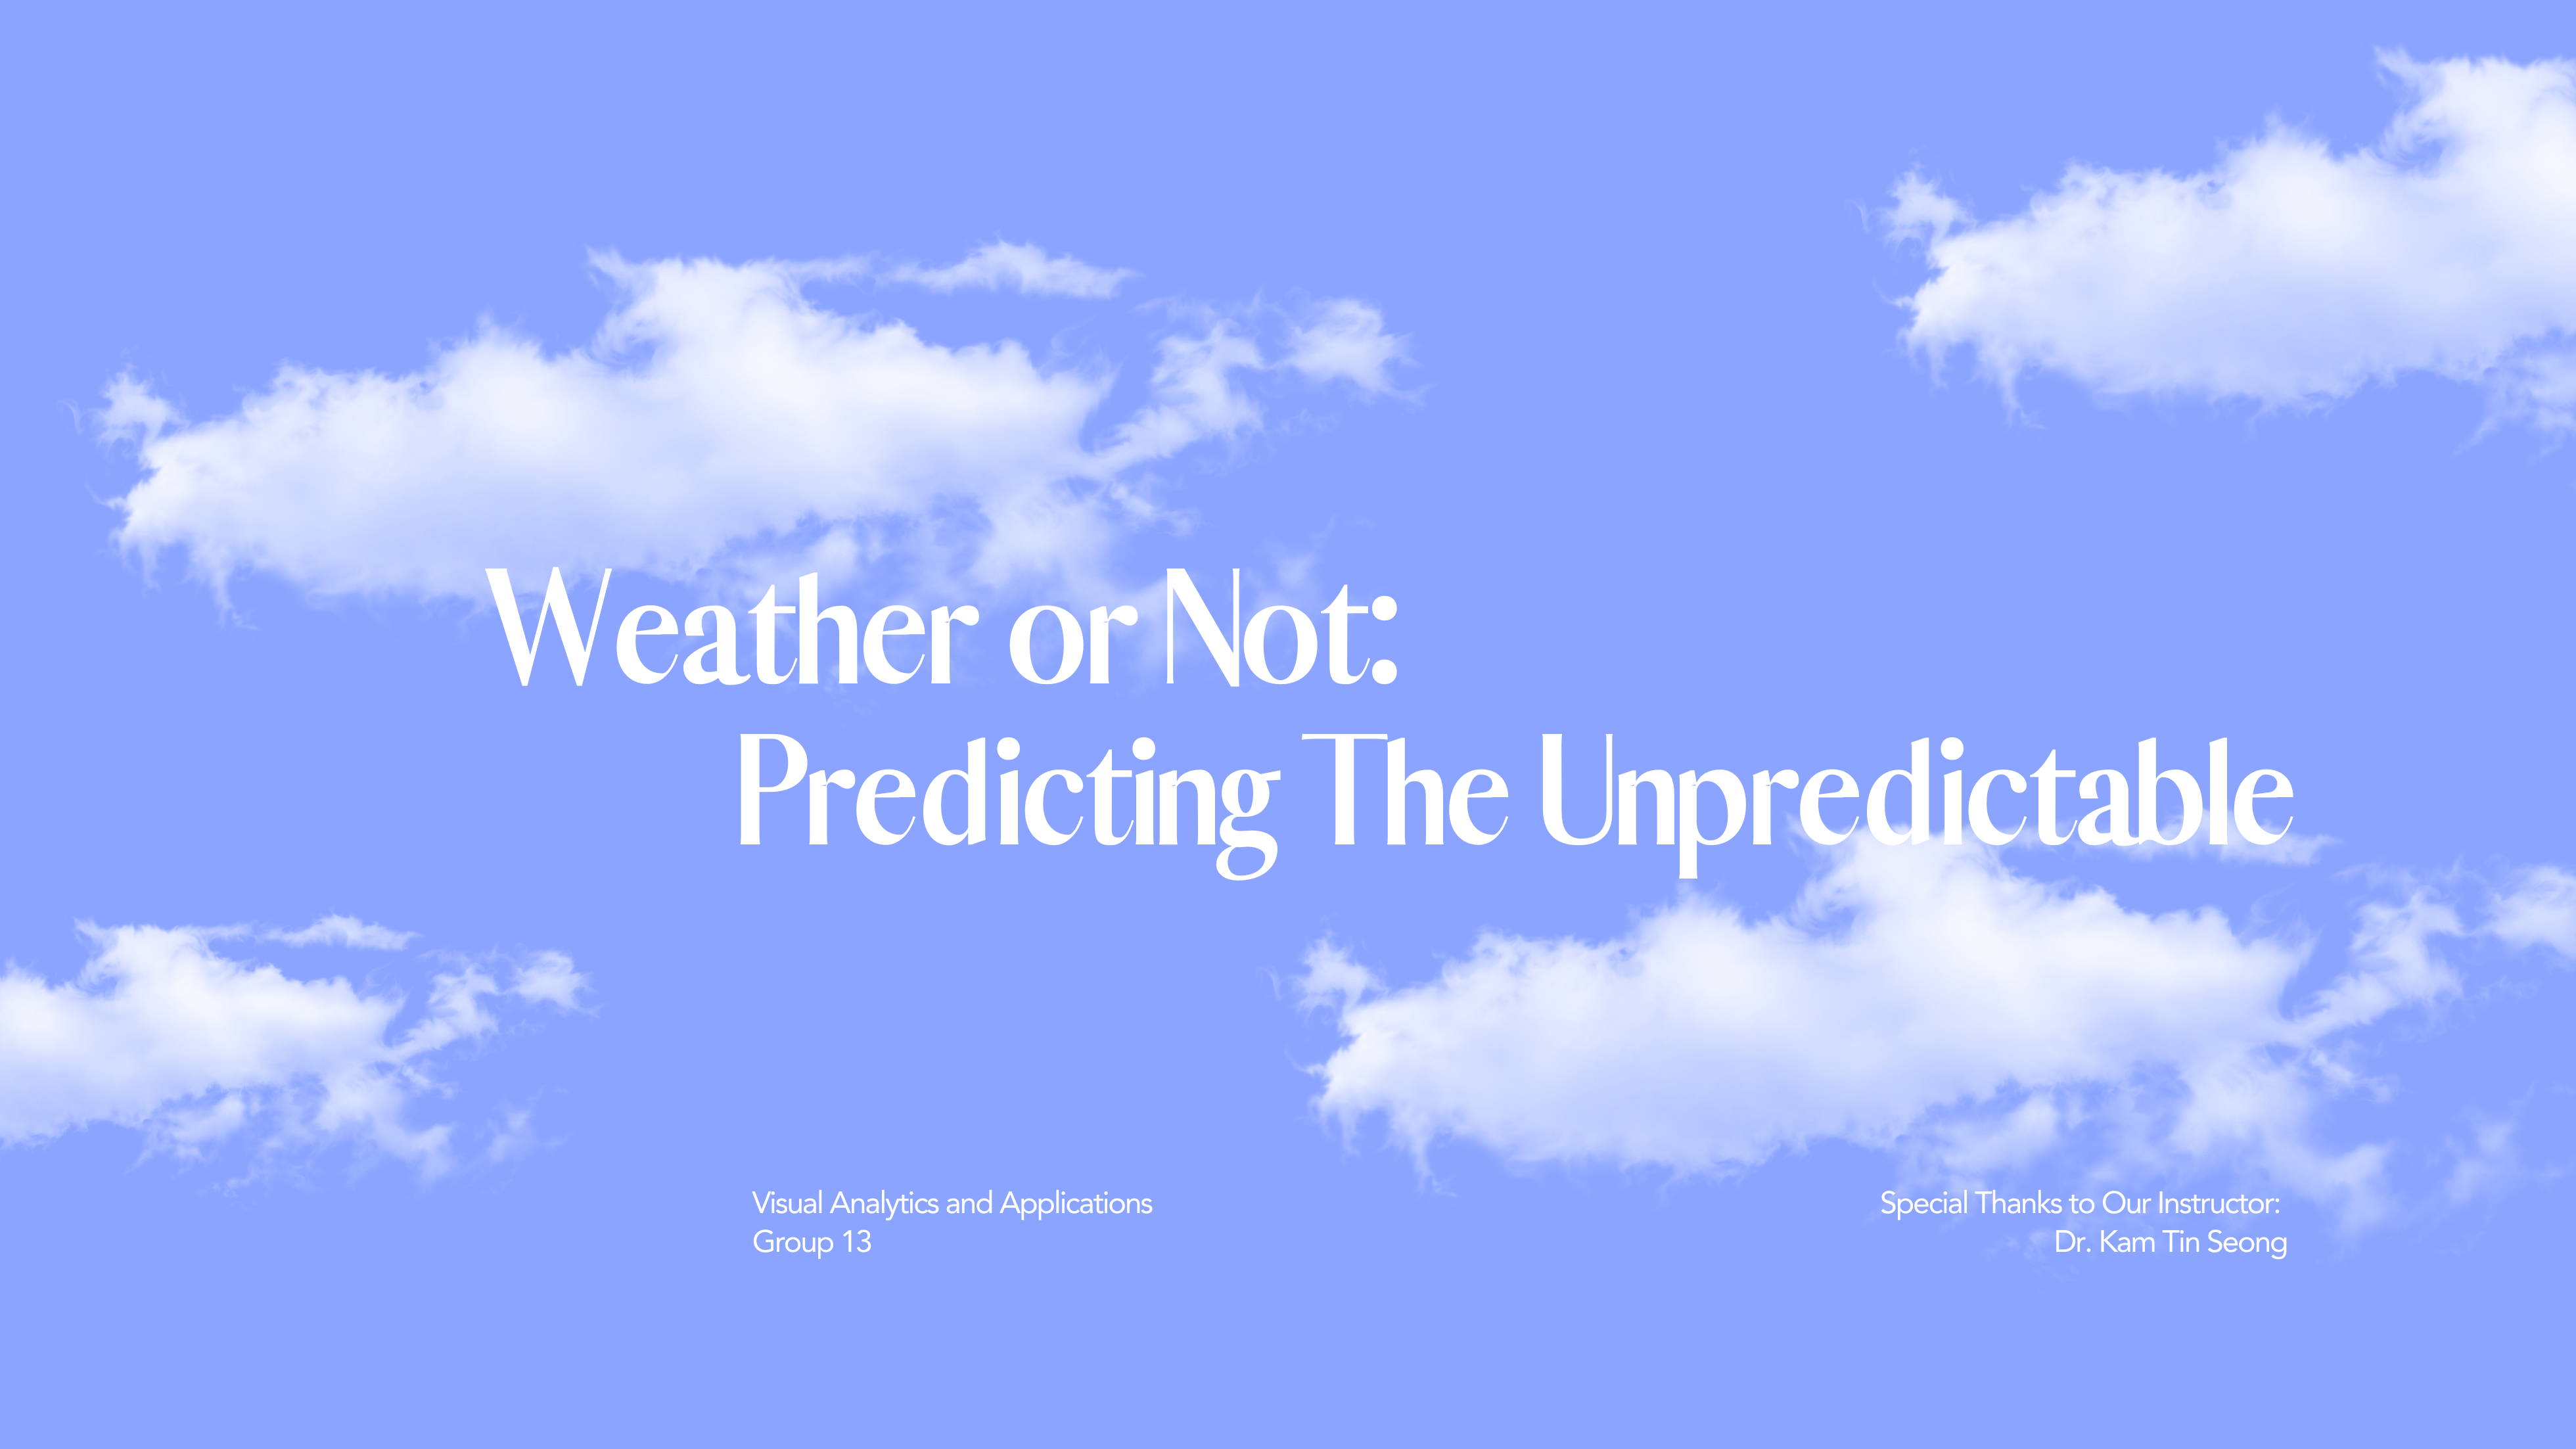 Weather or Not:
Predicting The Unpredictable
Visual Analytics and Applications
Group 13
Special Thanks to Our Instructor:
Dr. Kam Tin Seong